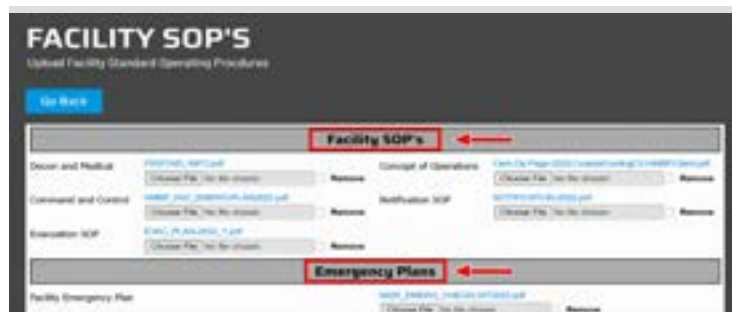 FACILITY SOP'S
Upload Facility Standard Operating Procedures
Go Back
Facility SOP's
Decon and Medical
Choose File No file chosen Remove
Concept of Operations
Choose File No file chosen Remove
Command and Control
Choose File No file chosen Remove
Notification SOP
Choose File No file chosen Remove
Evacuation SOP
Choose File No file chosen Remove
Emergency Plans
Facility Emergency Plan
Choose File No file chosen Remove